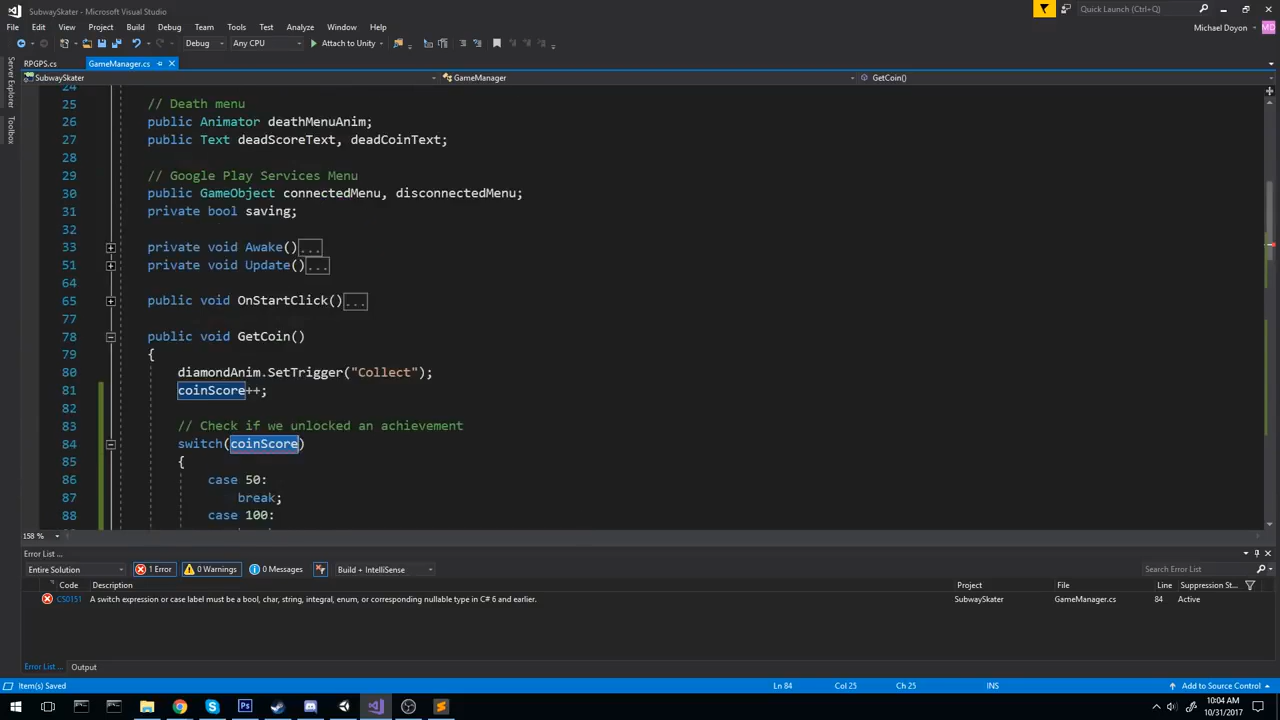 SubwaySkater - Microsoft Visual Studio
Quick Launch (Ctrl+Q)
File Edit View Project Build Debug Team Tools Test Analyze Window Help
Michael Doyon MD
Debug Any CPU Attach to Unity
RPGPS.cs GameManager.cs
SubwaySkater GameManager GetCoin()
Server Explorer
Toolbox
24
25 // Death menu
26 public Animator deathMenuAnim;
27 public Text deadScoreText, deadCoinText;
28
29 // Google Play Services Menu
30 public GameObject connectedMenu, disconnectedMenu;
31 private bool saving;
32
33 private void Awake()...
51 private void Update()...
64
65 public void OnStartClick()...
77
78 public void GetCoin()
79 {
80 diamondAnim.SetTrigger("Collect");
81 coinScore++;
82
83 // Check if we unlocked an achievement
84 switch(coinScore)
85 {
86 case 50:
87 break;
88 case 100:
158 %
Error List ...
Entire Solution 1 Error 0 Warnings 0 Messages Build + IntelliSense Search Error List
Code Description Project File Line Suppression St...
CS0151 A switch expression or case label must be a bool, char, string, integral, enum, or corresponding nullable type in C# 6 and earlier. SubwaySkater GameManager.cs 84 Active
Error List ... Output
Item(s) Saved Ln 84 Col 25 Ch 25 INS Add to Source Control
10:04 AM
10/31/2017